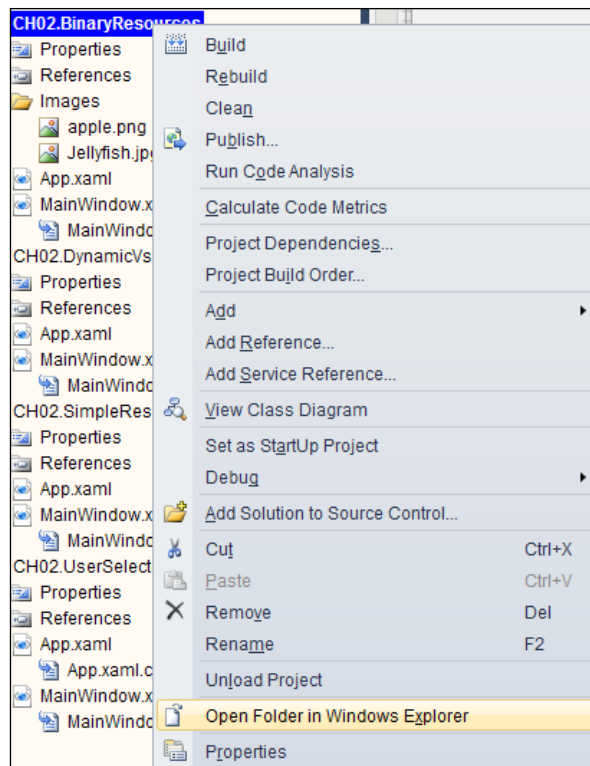 CH02.BinaryResources
Properties
References
Images
apple.png
Jellyfish.jp
App.xaml
MainWindow.x
MainWindo
CH02.DynamicVs
Properties
References
App.xaml
MainWindow.x
MainWindo
CH02.SimpleRes
Properties
References
App.xaml
MainWindow.x
MainWindo
CH02.UserSelect
Properties
References
App.xaml
App.xaml.c
MainWindow.x
MainWindo
Build
Rebuild
Clean
Publish...
Run Code Analysis
Calculate Code Metrics
Project Dependencies...
Project Build Order...
Add
Add Reference...
Add Service Reference...
View Class Diagram
Set as StartUp Project
Debug
Add Solution to Source Control...
Cut Ctrl+X
Paste Ctrl+V
Remove Del
Rename F2
Unload Project
Open Folder in Windows Explorer
Properties